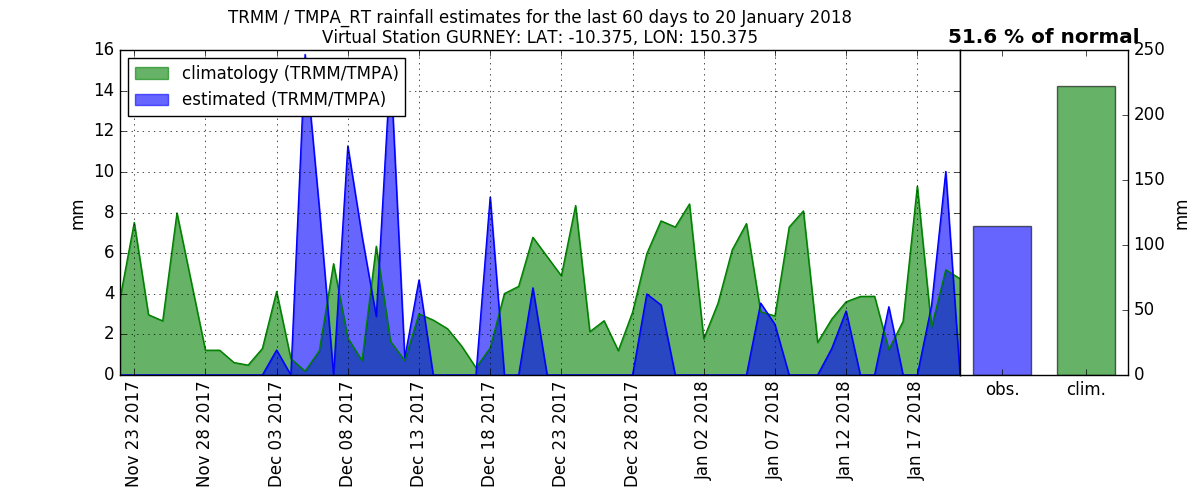 TRMM / TMPA_RT rainfall estimates for the last 60 days to 20 January 2018
Virtual Station GURNEY: LAT: -10.375, LON: 150.375
51.6 % of normal
climatology (TRMM/TMPA)
estimated (TRMM/TMPA)
mm
16
14
12
10
8
6
4
2
0
Nov 23 2017
Nov 28 2017
Dec 03 2017
Dec 08 2017
Dec 13 2017
Dec 18 2017
Dec 23 2017
Dec 28 2017
Jan 02 2018
Jan 07 2018
Jan 12 2018
Jan 17 2018
obs.
clim.
250
200
150
100
50
0
mm